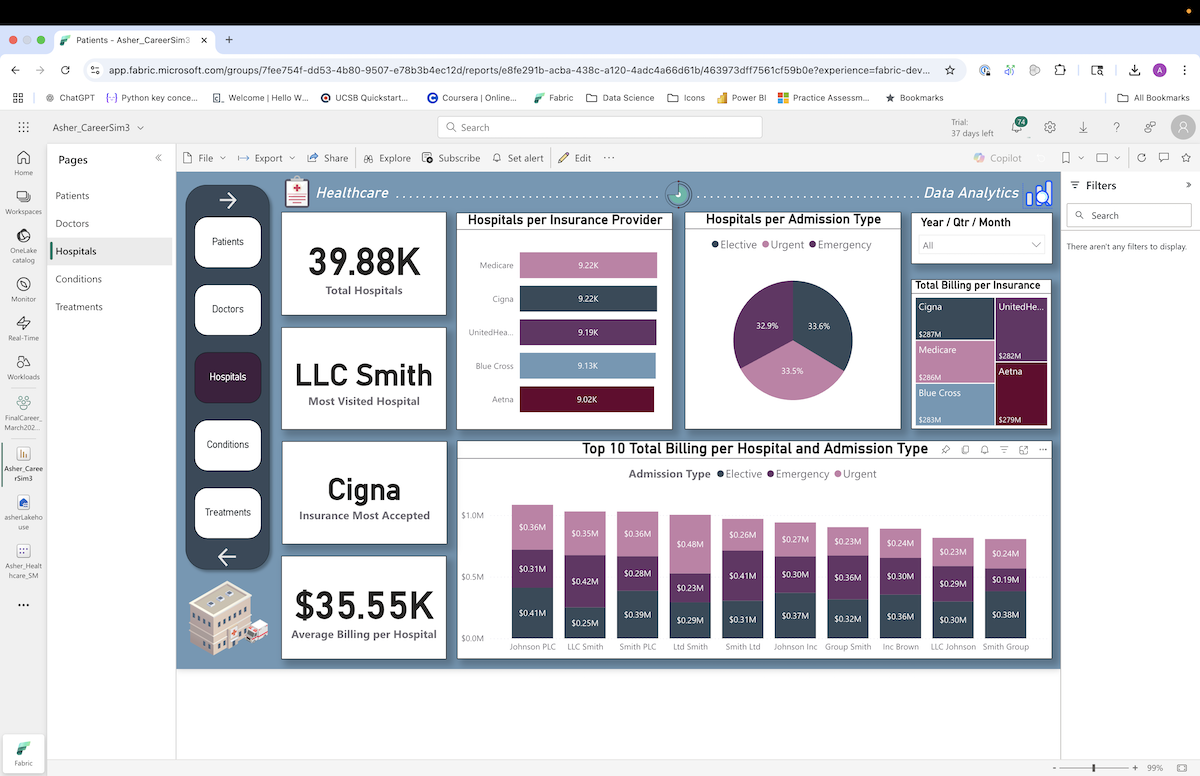 Patients - Asher_CareerSim3
app.fabric.microsoft.com/groups/7fee754f-dd53-4b80-9507-e78b3b4ec12d/reports/e8fe291b-acba-438c-a120-4adc4a66d61b/463973dff7561cf59b0e?experience=fabric-dev...
A
ChatGPT
Python key conce...
Welcome | Hello W...
UCSB Quickstart...
Coursera | Online...
Fabric
Data Science
Icons
Power BI
Practice Assessm...
Bookmarks
All Bookmarks
Asher_CareerSim3
Search
Trial:
37 days left
74
Home
Workspaces
OneLake
catalog
Monitor
Real-Time
Workloads
FinalCareer_
March202...
Asher_Caree
rSim3
asherLakeho
use
Asher_Healt
hcare_SM
Fabric
Pages
Patients
Doctors
Hospitals
Conditions
Treatments
File
Export
Share
Explore
Subscribe
Set alert
Edit
Copilot
Healthcare
Data Analytics
Patients
Doctors
Hospitals
Conditions
Treatments
39.88K
Total Hospitals
LLC Smith
Most Visited Hospital
Cigna
Insurance Most Accepted
$35.55K
Average Billing per Hospital
Hospitals per Insurance Provider
Medicare 9.22K
Cigna 9.22K
UnitedHea... 9.19K
Blue Cross 9.13K
Aetna 9.02K
Hospitals per Admission Type
Elective Urgent Emergency
32.9% 33.6%
33.5%
Year / Qtr / Month
All
Total Billing per Insurance
Cigna
$287M
UnitedHe...
$282M
Medicare
$286M
Aetna
$279M
Blue Cross
$283M
Top 10 Total Billing per Hospital and Admission Type
Admission Type Elective Emergency Urgent
$1.0M
$0.5M
$0.0M
$0.36M $0.35M $0.36M $0.48M $0.26M $0.27M $0.23M $0.24M $0.23M $0.24M
$0.31M $0.42M $0.28M $0.23M $0.41M $0.30M $0.36M $0.30M $0.29M $0.19M
$0.41M $0.25M $0.39M $0.29M $0.31M $0.37M $0.32M $0.36M $0.30M $0.38M
Johnson PLC LLC Smith Smith PLC Ltd Smith Smith Ltd Johnson Inc Group Smith Inc Brown LLC Johnson Smith Group
Filters
Search
There aren't any filters to display.
99%